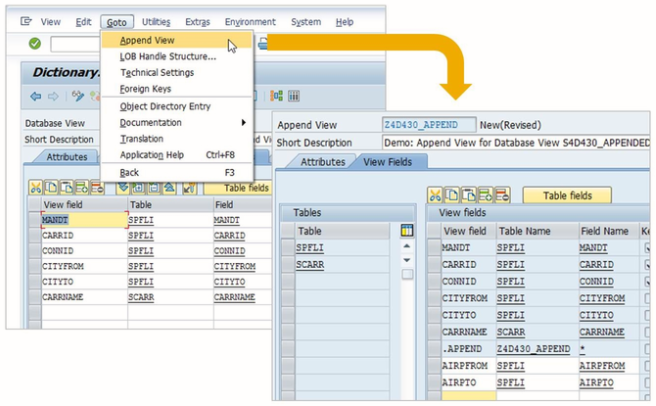 View Edit Goto Utilities Extras Environment System Help
Append View
LOB Handle Structure...
Technical Settings
Foreign Keys
Object Directory Entry
Documentation
Translation
Application Help Ctrl+F8
Back F3
Dictionary:
Database View
Short Description
Attributes
Table fields
View field Table Field
MANDT SPFLI MANDT
CARRID SPFLI CARRID
CONNID SPFLI CONNID
CITYFROM SPFLI CITYFROM
CITYTO SPFLI CITYTO
CARRNAME SCARR CARRNAME
Append View Z4D430_APPEND New(Revised)
Short Description Demo: Append View for Database View S4D430_APPENDED
Attributes View Fields
Table fields
Tables
Table
SPFLI
SCARR
View fields
View field Table Name Field Name Ke
MANDT SPFLI MANDT
CARRID SPFLI CARRID
CONNID SPFLI CONNID
CITYFROM SPFLI CITYFROM
CITYTO SPFLI CITYTO
CARRNAME SCARR CARRNAME
.APPEND Z4D430_APPEND *
AIRPFROM SPFLI AIRPFROM
AIRPTO SPFLI AIRPTO